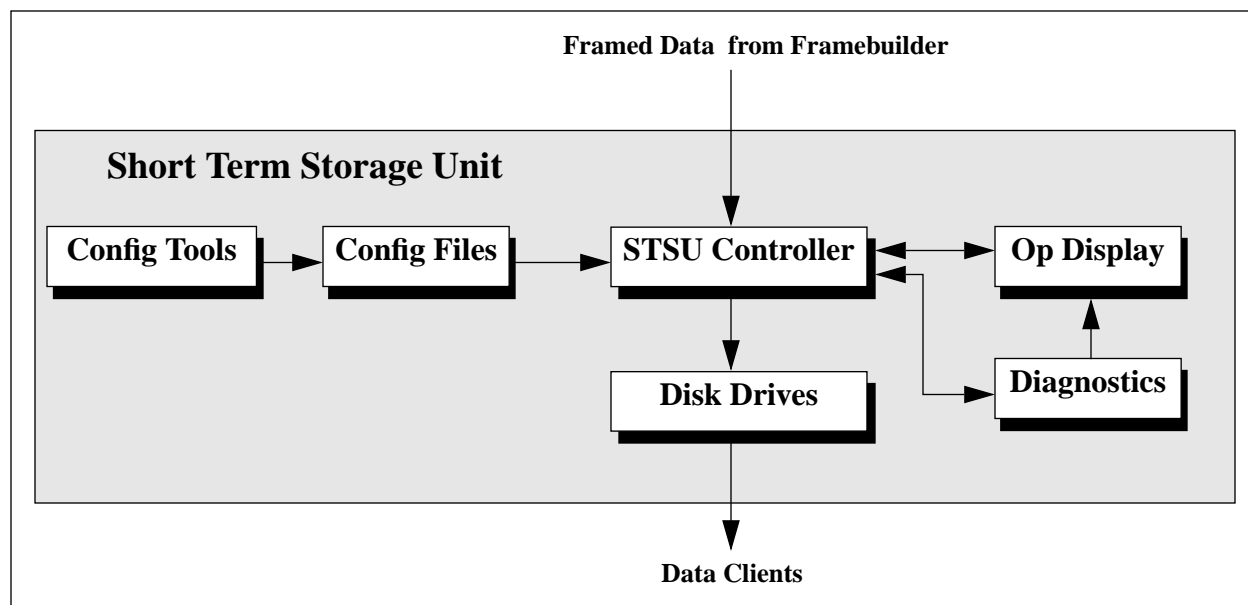 Framed Data from Framebuilder
Short Term Storage Unit
Config Tools
Config Files
STSU Controller
Op Display
Disk Drives
Diagnostics
Data Clients